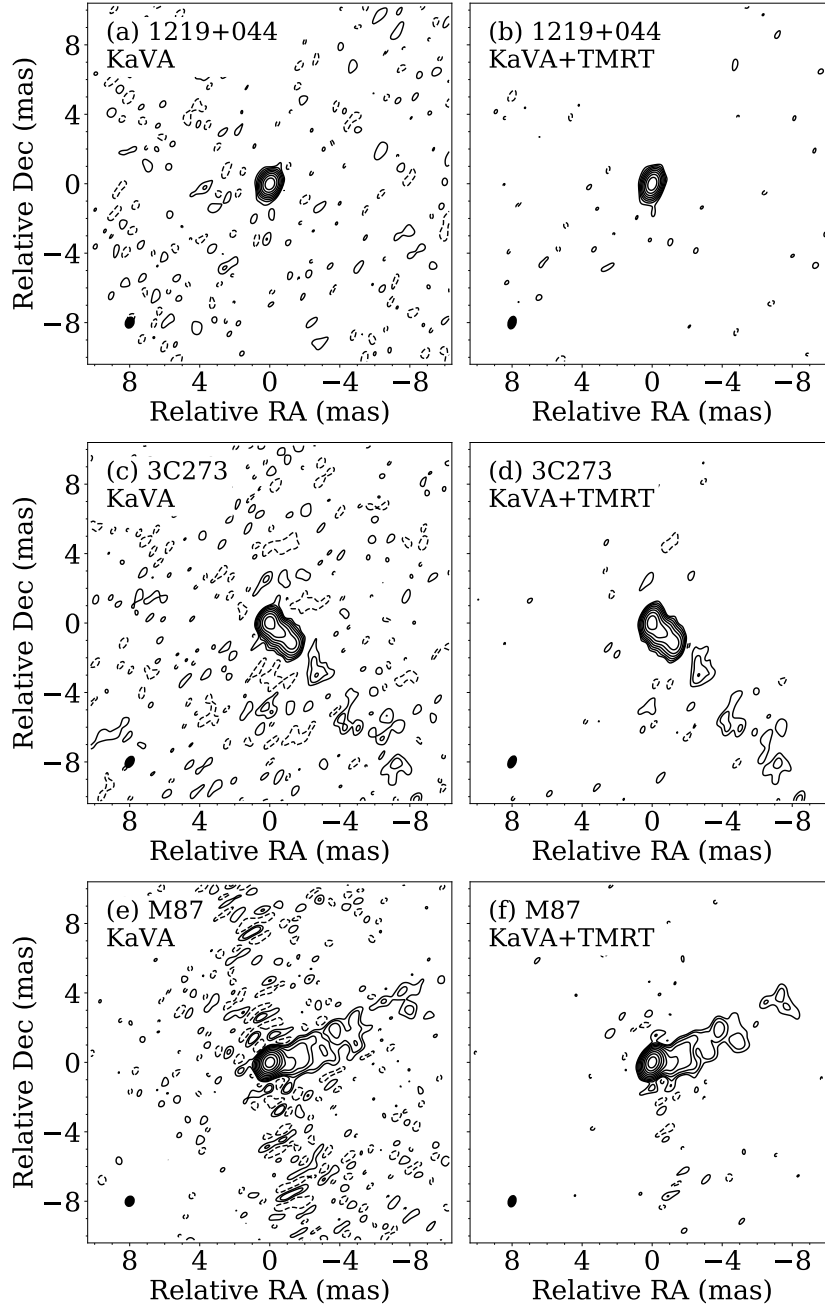 (a) 1219+044
KaVA
(b) 1219+044
KaVA+TMRT
8
4
0
−4
−8
Relative Dec (mas)
8 4 0 −4 −8
8 4 0 −4 −8
Relative RA (mas)
Relative RA (mas)
(c) 3C273
KaVA
(d) 3C273
KaVA+TMRT
8
4
0
−4
−8
Relative Dec (mas)
8 4 0 −4 −8
8 4 0 −4 −8
Relative RA (mas)
Relative RA (mas)
(e) M87
KaVA
(f) M87
KaVA+TMRT
8
4
0
−4
−8
Relative Dec (mas)
8 4 0 −4 −8
8 4 0 −4 −8
Relative RA (mas)
Relative RA (mas)